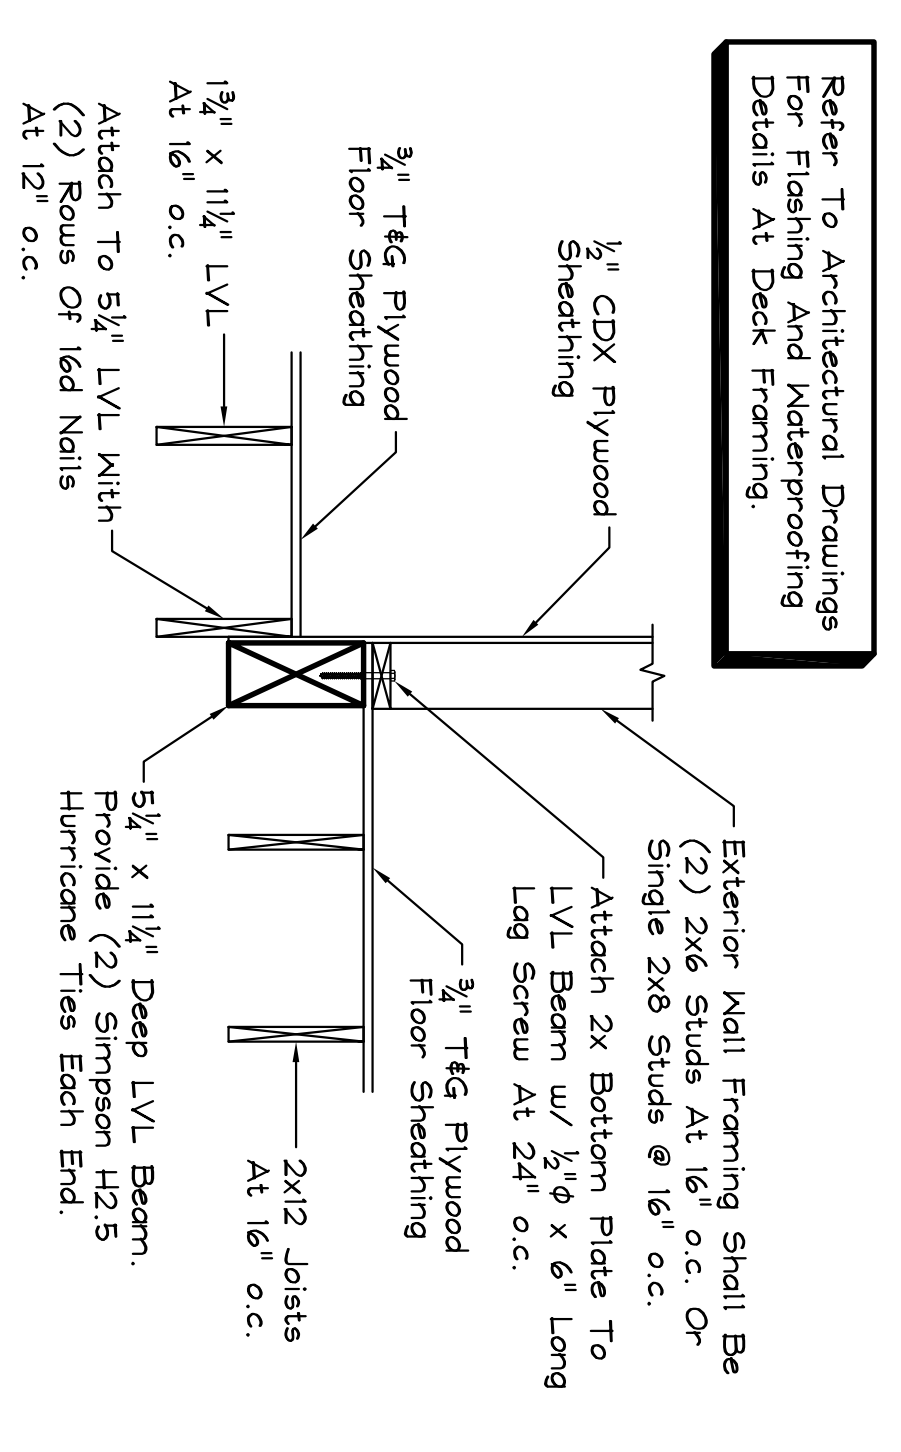 Refer To Architectural Drawings
For Flashing And Waterproofing
Details At Deck Framing.
½" CDX Plywood
Sheathing
¾" T&G Plywood
Floor Sheathing
1¾" x 11¼" LVL
At 16" o.c.
Attach To 5¼" LVL With
(2) Rows Of 16d Nails
At 12" o.c.
Exterior Wall Framing Shall Be
(2) 2x6 Studs At 16" o.c. Or
Single 2x8 Studs @ 16" o.c.
Attach 2x Bottom Plate To
LVL Beam w/ ½"ϕ x 6" Long
Lag Screw At 24" o.c.
¾" T&G Plywood
Floor Sheathing
2x12 Joists
At 16" o.c.
5¼" x 11¼" Deep LVL Beam.
Provide (2) Simpson H2.5
Hurricane Ties Each End.